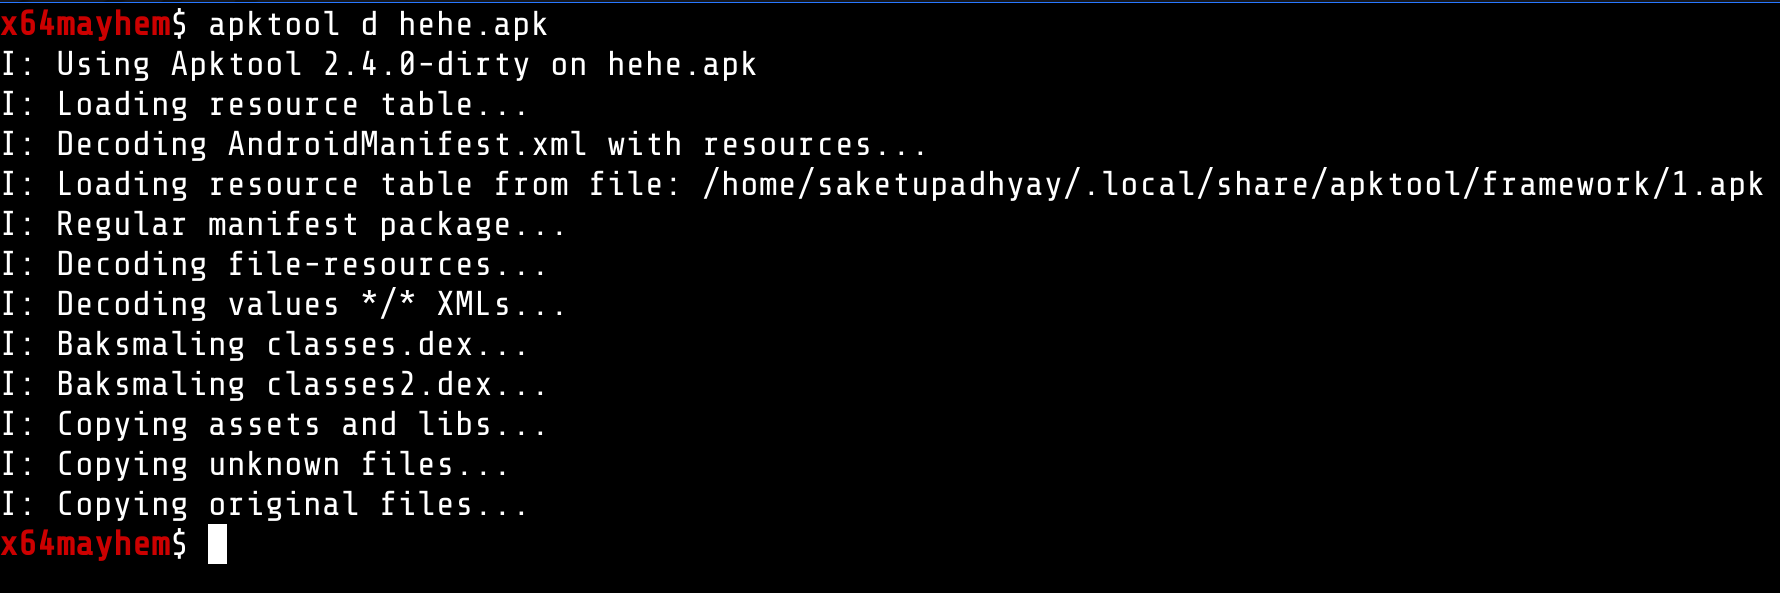 x64mayhem$ apktool d hehe.apk
I: Using Apktool 2.4.0-dirty on hehe.apk
I: Loading resource table...
I: Decoding AndroidManifest.xml with resources...
I: Loading resource table from file: /home/saketupadhyay/.local/share/apktool/framework/1.apk
I: Regular manifest package...
I: Decoding file-resources...
I: Decoding values */* XMLs...
I: Baksmaling classes.dex...
I: Baksmaling classes2.dex...
I: Copying assets and libs...
I: Copying unknown files...
I: Copying original files...
x64mayhem$